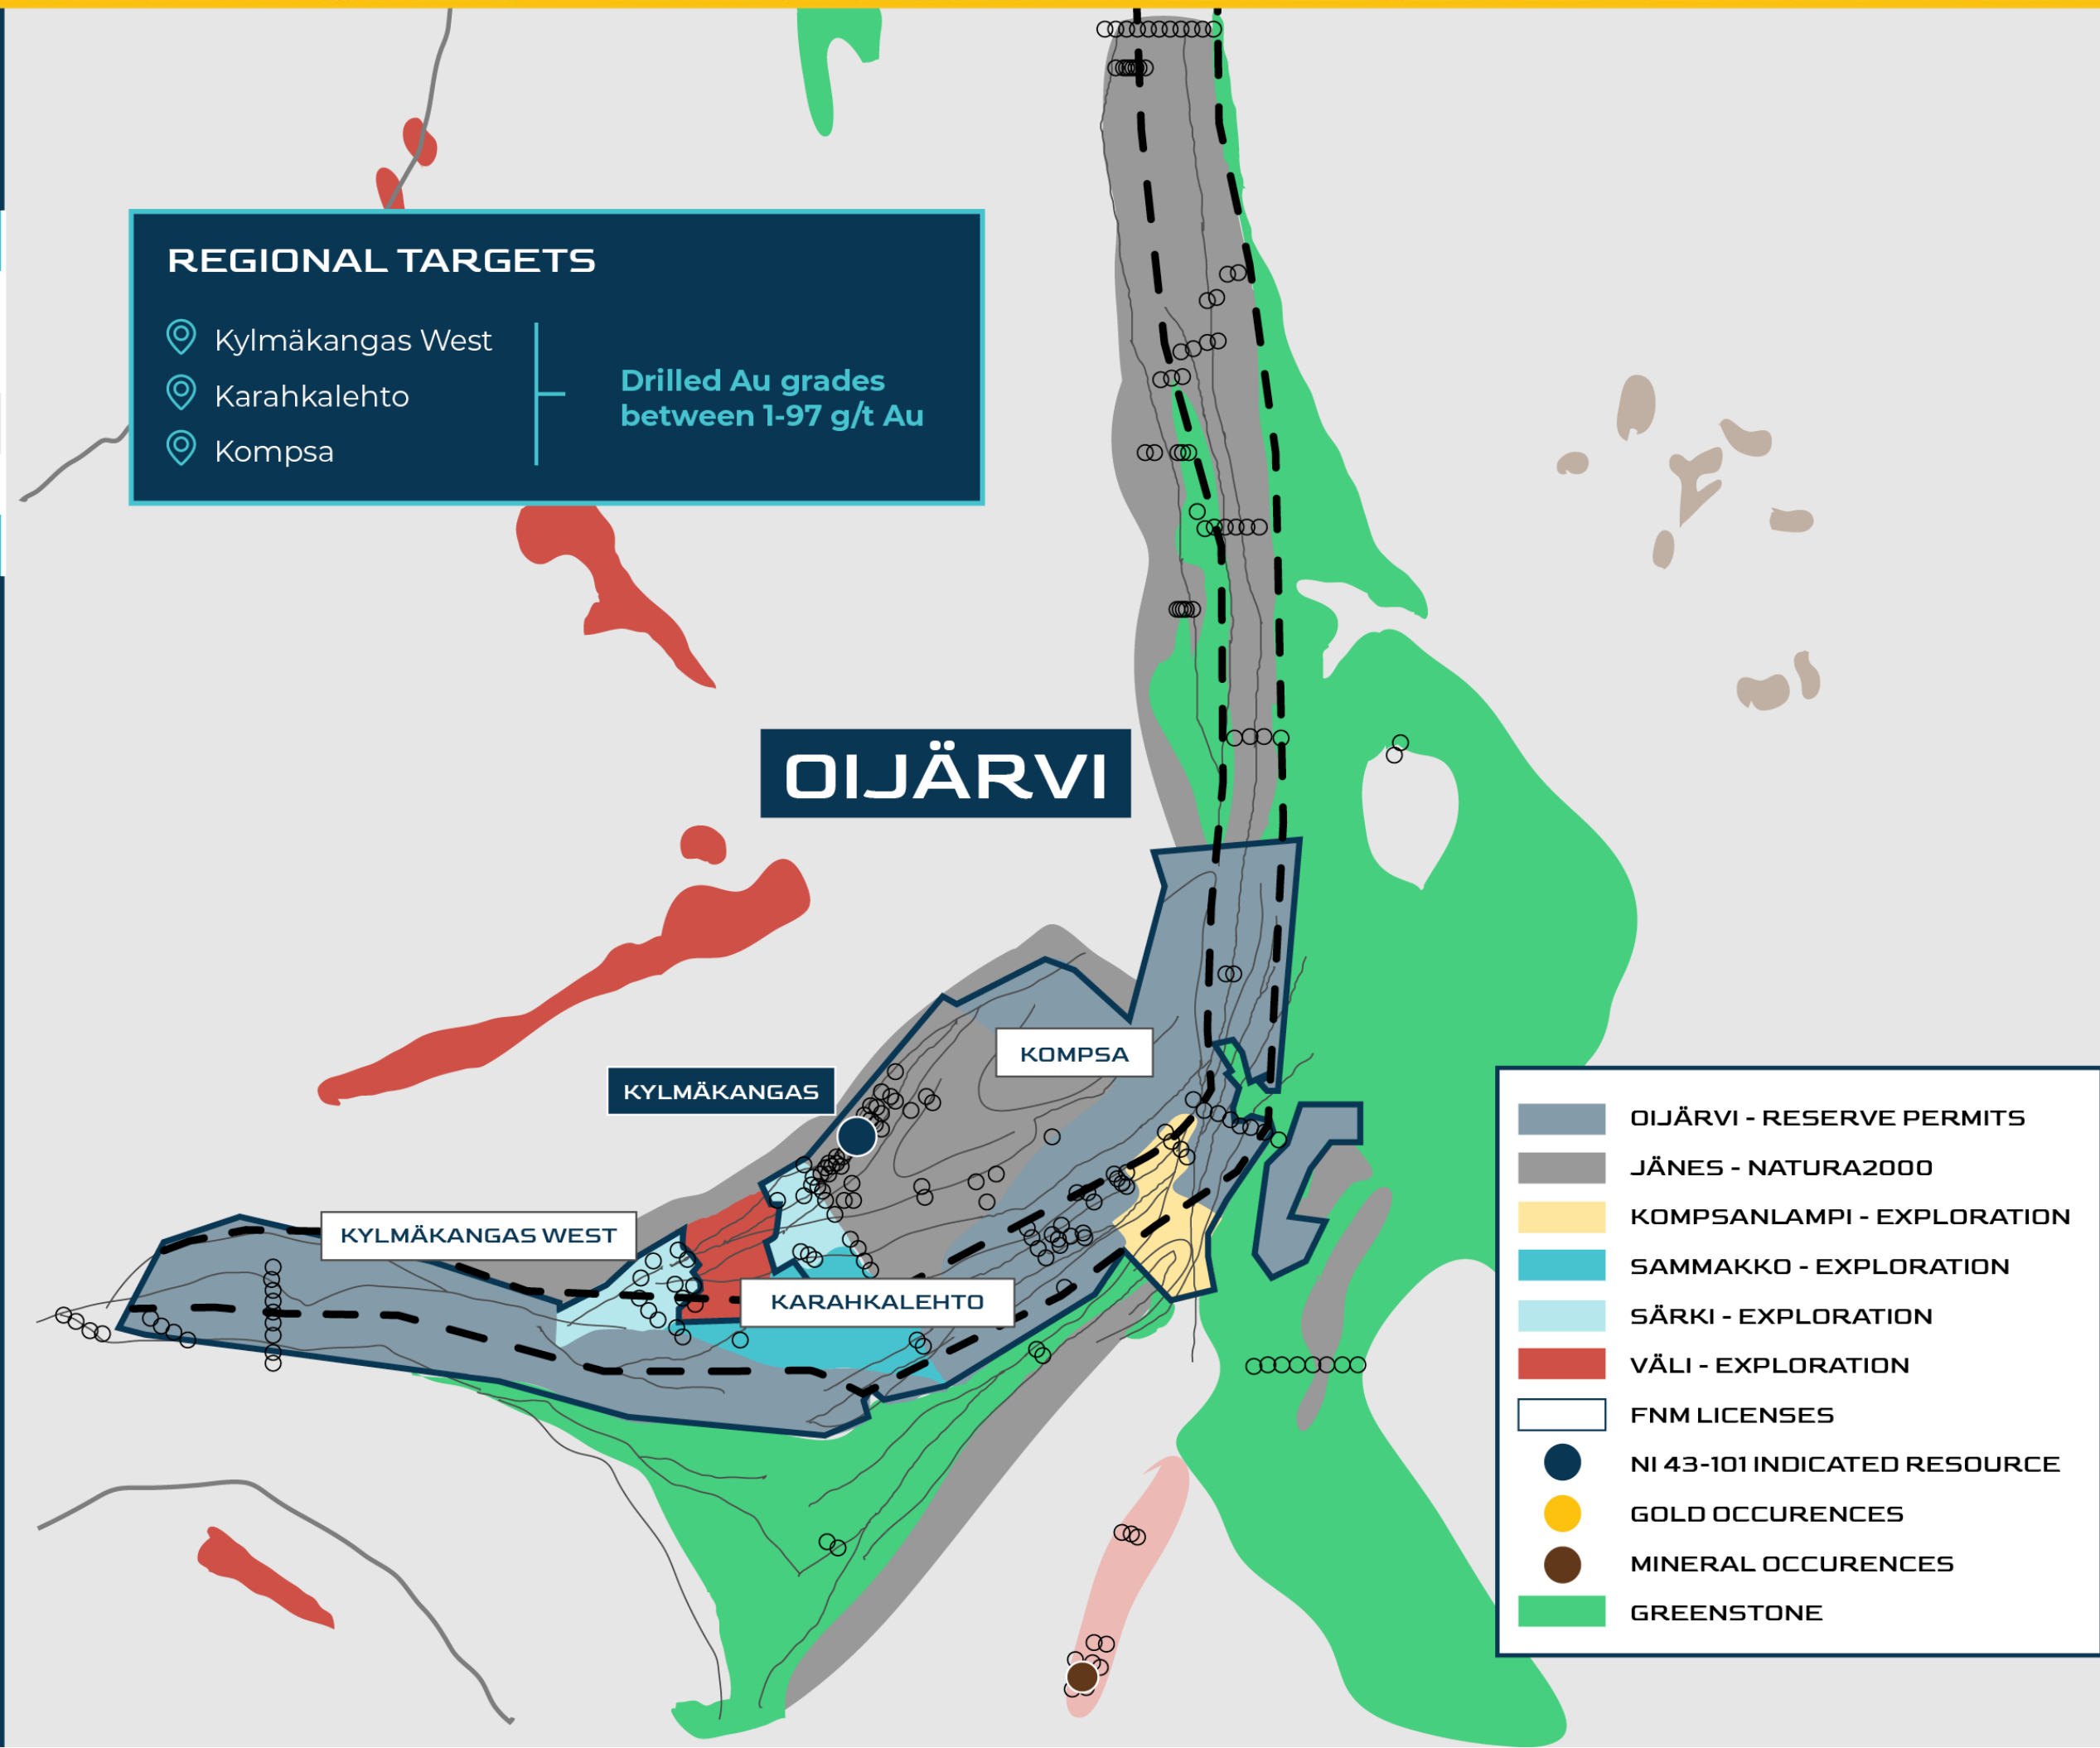 REGIONAL TARGETS
Kylmäkangas West
Karahkalehto
Kompsa
Drilled Au grades
between 1-97 g/t Au
OIJÄRVI
KOMPSA
KYLMÄKANGAS
KYLMÄKANGAS WEST
KARAHKALEHTO
OIJÄRVI - RESERVE PERMITS
JÄNES - NATURA2000
KOMPSANLAMPI - EXPLORATION
SAMMAKKO - EXPLORATION
SÄRKI - EXPLORATION
VÄLI - EXPLORATION
FNM LICENSES
NI 43-101 INDICATED RESOURCE
GOLD OCCURENCES
MINERAL OCCURENCES
GREENSTONE